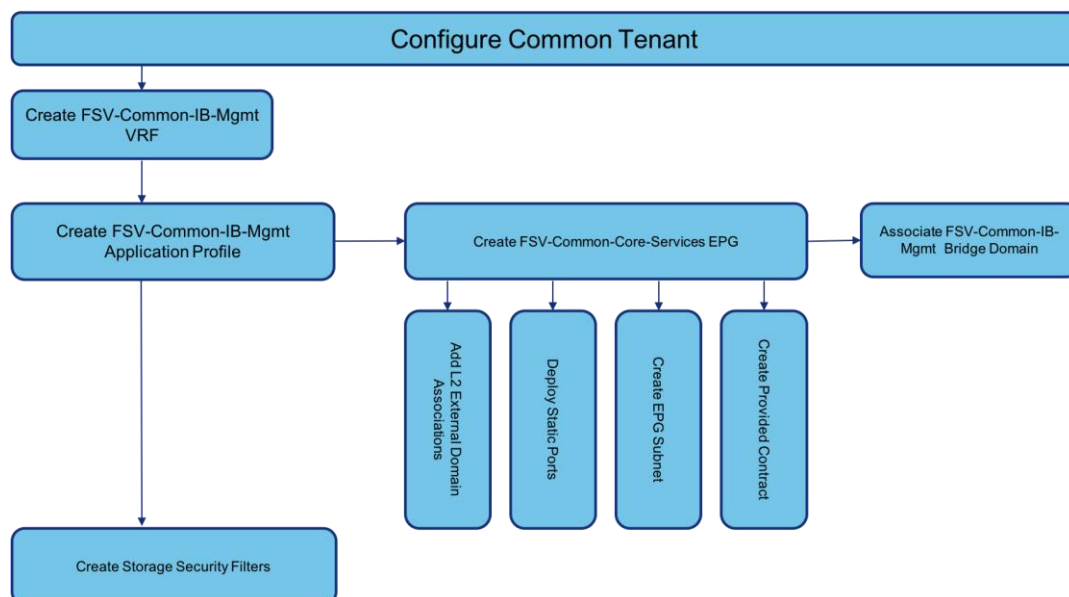 Configure Common Tenant
Create FSV-Common-IB-Mgmt
VRF
Create FSV-Common-IB-Mgmt
Application Profile
Create FSV-Common-Core-Services EPG
Associate FSV-Common-IB-
Mgmt Bridge Domain
Add L2 External Domain
Associations
Deploy Static Ports
Create EPG Subnet
Create Provided Contract
Create Storage Security Filters